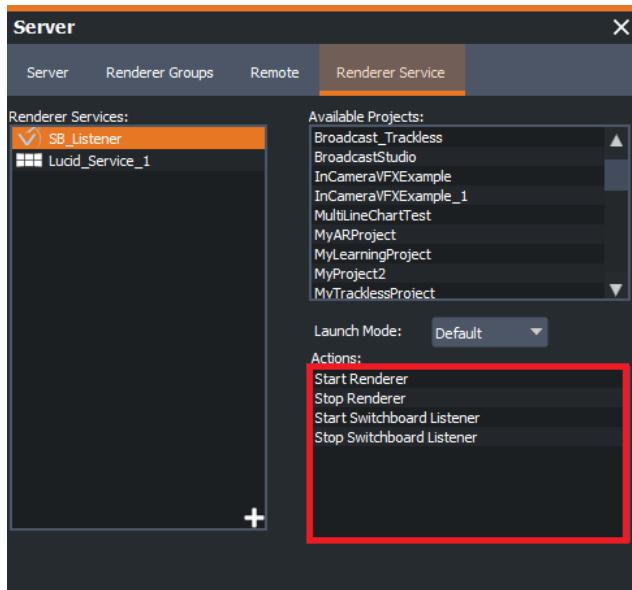 Server
Server Renderer Groups Remote Renderer Service
Renderer Services:
SB_Listener
Lucid_Service_1
Available Projects:
Broadcast_Trackless
BroadcastStudio
InCameraVFXExample
InCameraVFXExample_1
MultiLineChartTest
MyARProject
MyLearningProject
MyProject2
MyTracklessProject
Launch Mode: Default
Actions:
Start Renderer
Stop Renderer
Start Switchboard Listener
Stop Switchboard Listener